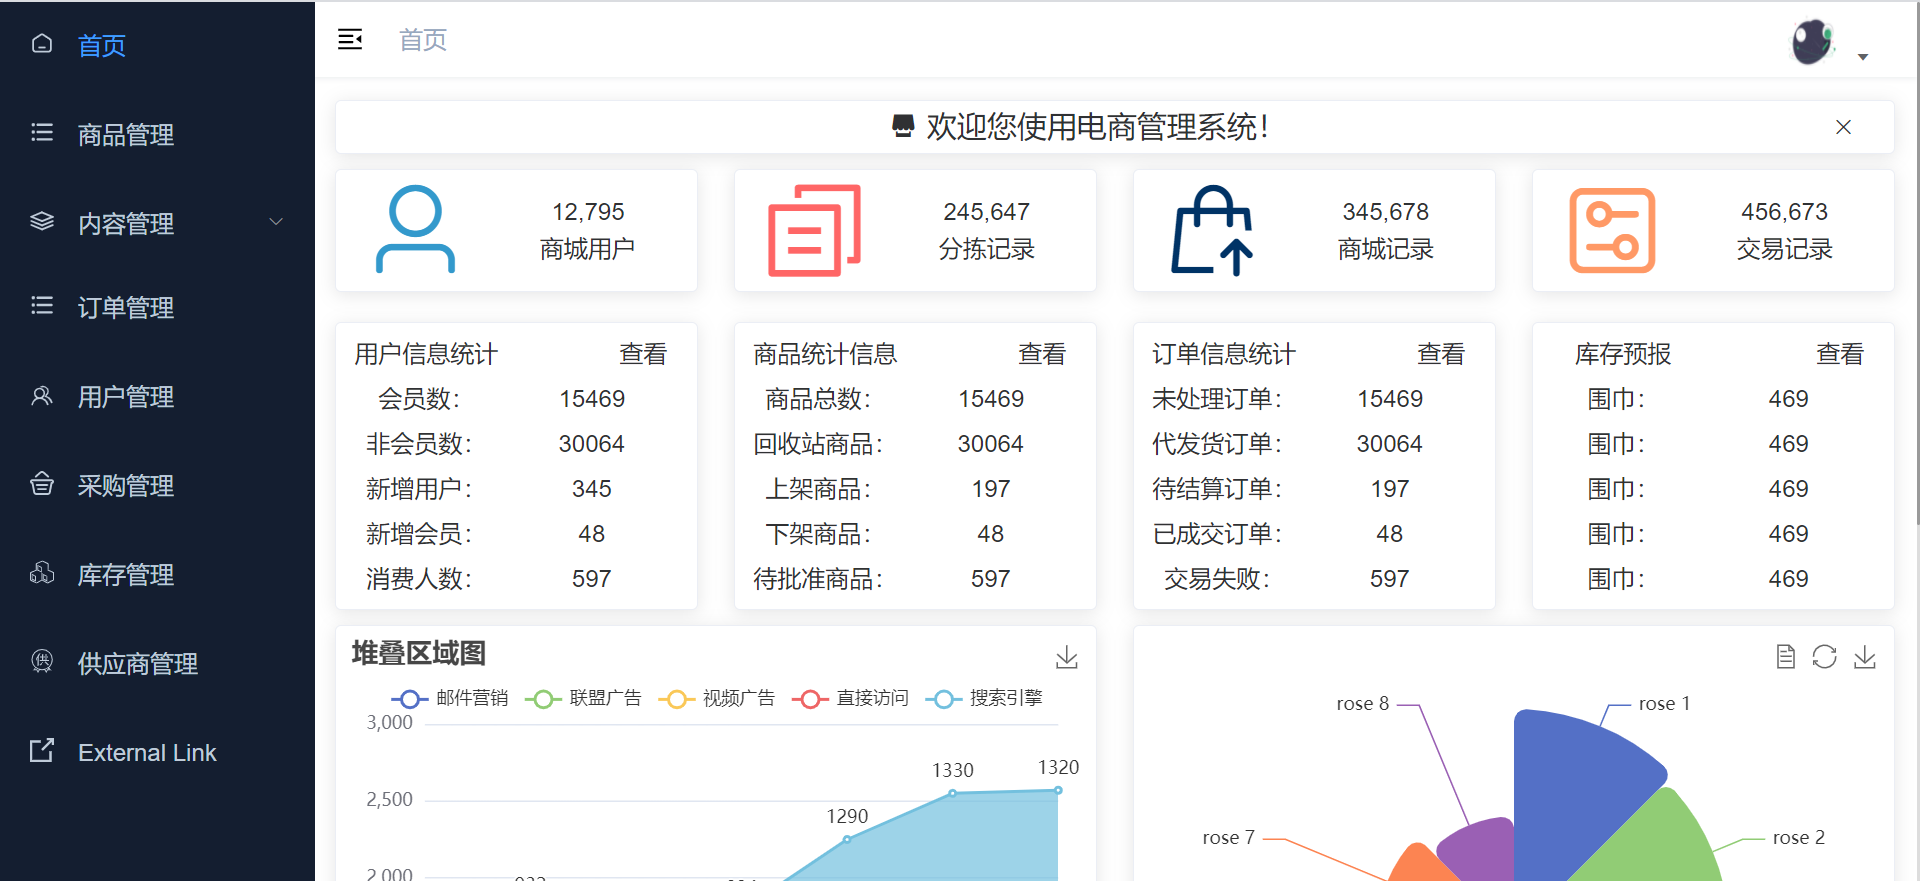 首页
商品管理
内容管理
订单管理
用户管理
采购管理
库存管理
供
供应商管理
External Link
首页
欢迎您使用电商管理系统!
12,795
商城用户
245,647
分拣记录
345,678
商城记录
456,673
交易记录
用户信息统计 查看
会员数: 15469
非会员数: 30064
新增用户: 345
新增会员: 48
消费人数: 597
商品统计信息 查看
商品总数: 15469
回收站商品: 30064
上架商品: 197
下架商品: 48
待批准商品: 597
订单信息统计 查看
未处理订单: 15469
代发货订单: 30064
待结算订单: 197
已成交订单: 48
交易失败: 597
库存预报 查看
围巾: 469
围巾: 469
围巾: 469
围巾: 469
围巾: 469
堆叠区域图
邮件营销 联盟广告 视频广告 直接访问 搜索引擎
3,000
2,500
2,000
1290
1330
1320
rose 8
rose 1
rose 7
rose 2